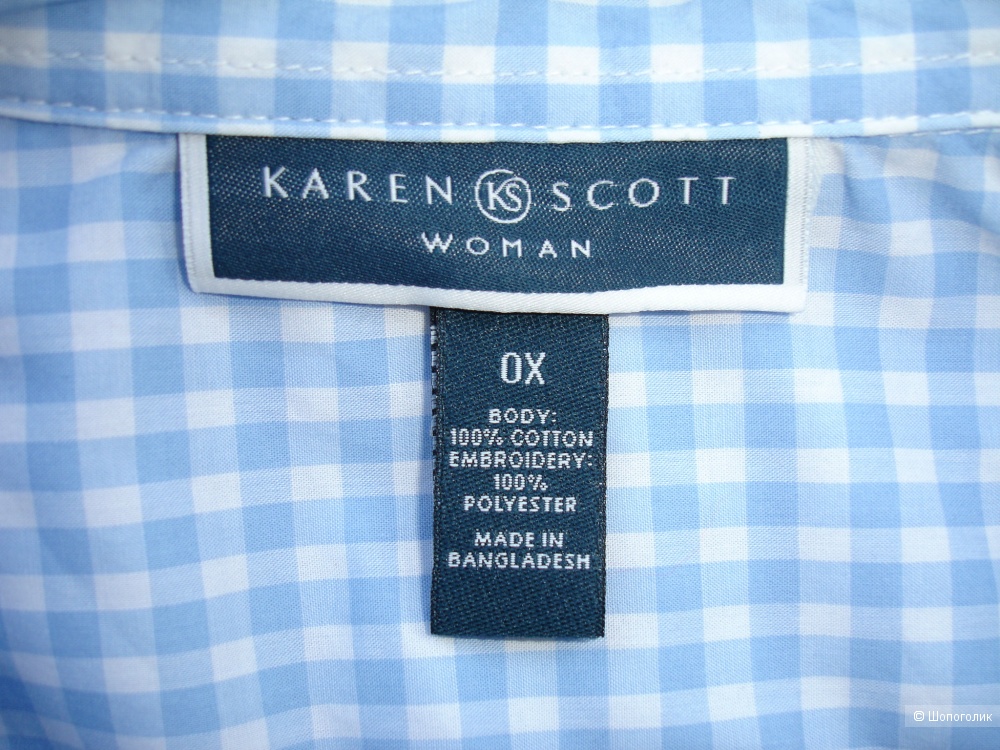 KAREN KS SCOTT
WOMAN
0X
BODY:
100% COTTON
EMBROIDERY:
100%
POLYESTER
MADE IN
BANGLADESH
© Шопоголик